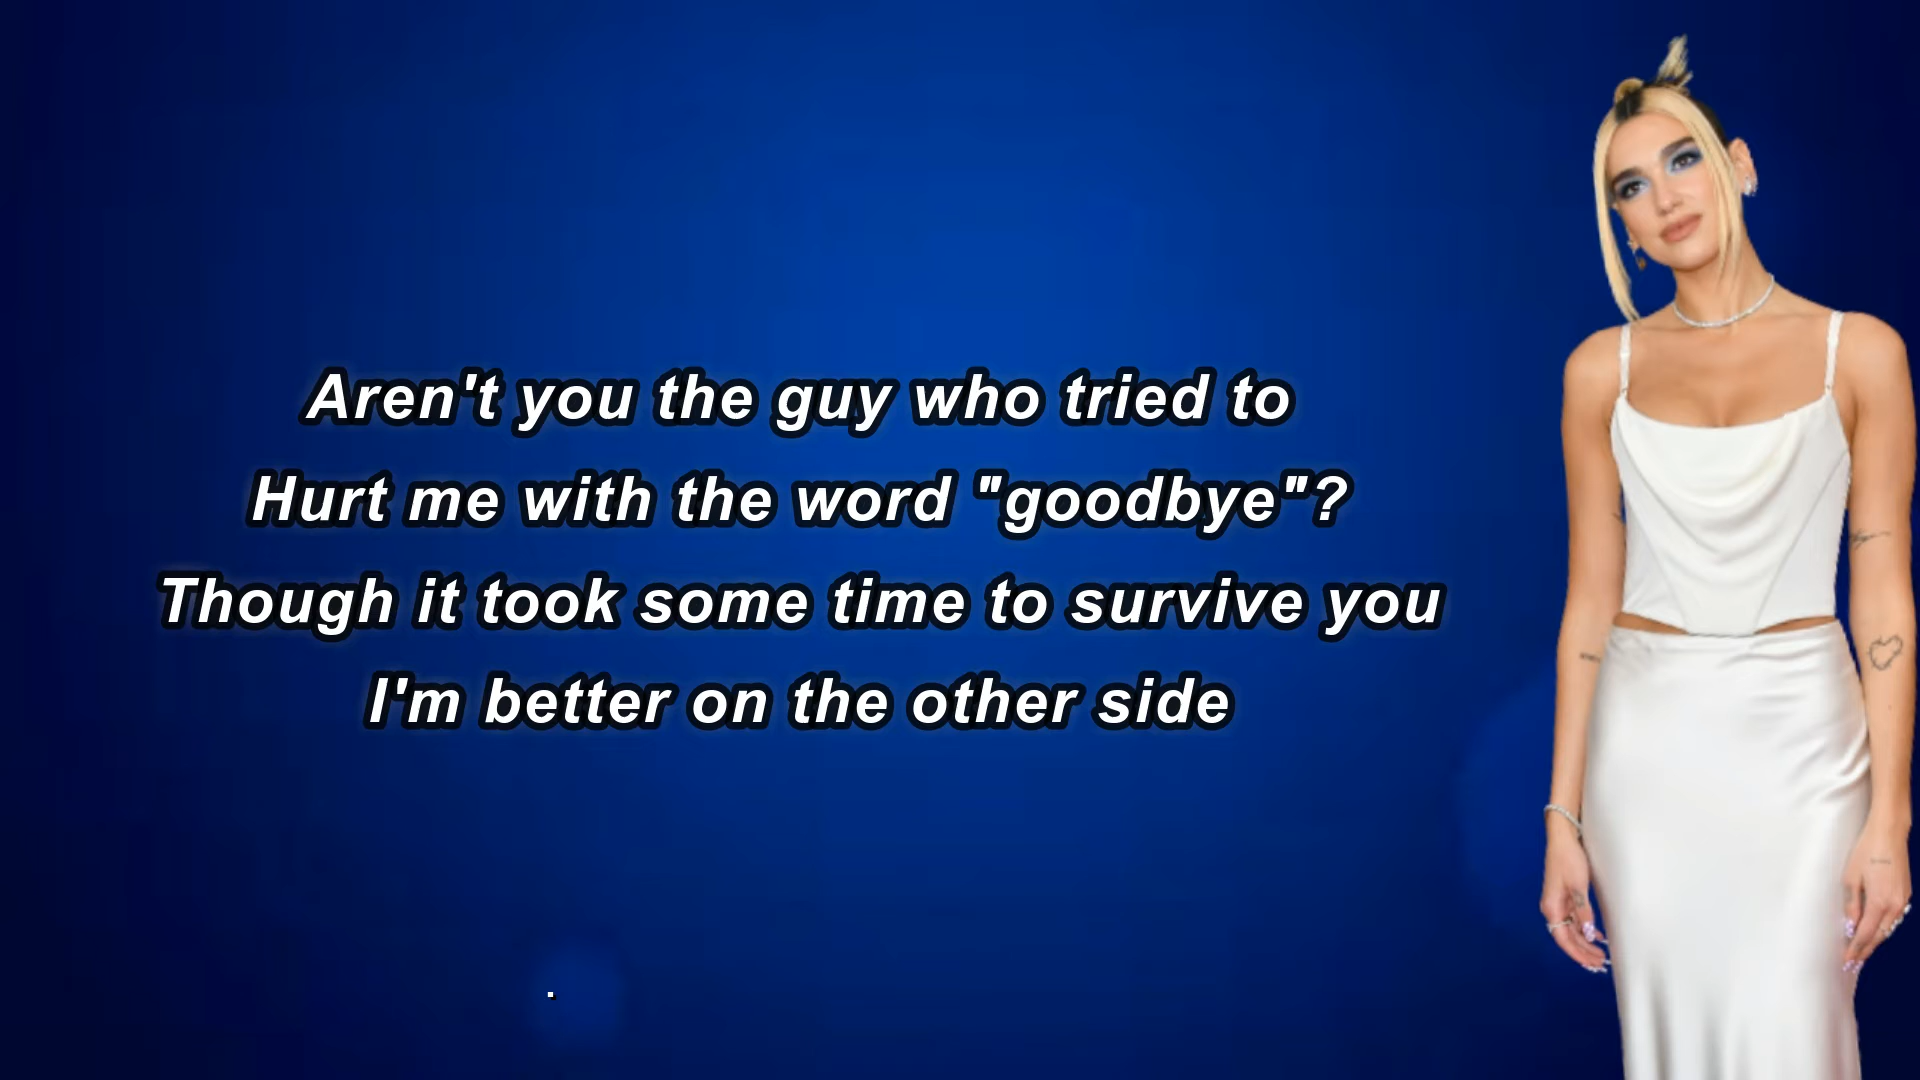 Aren't you the guy who tried to
Hurt me with the word "goodbye"?
Though it took some time to survive you
I'm better on the other side
.